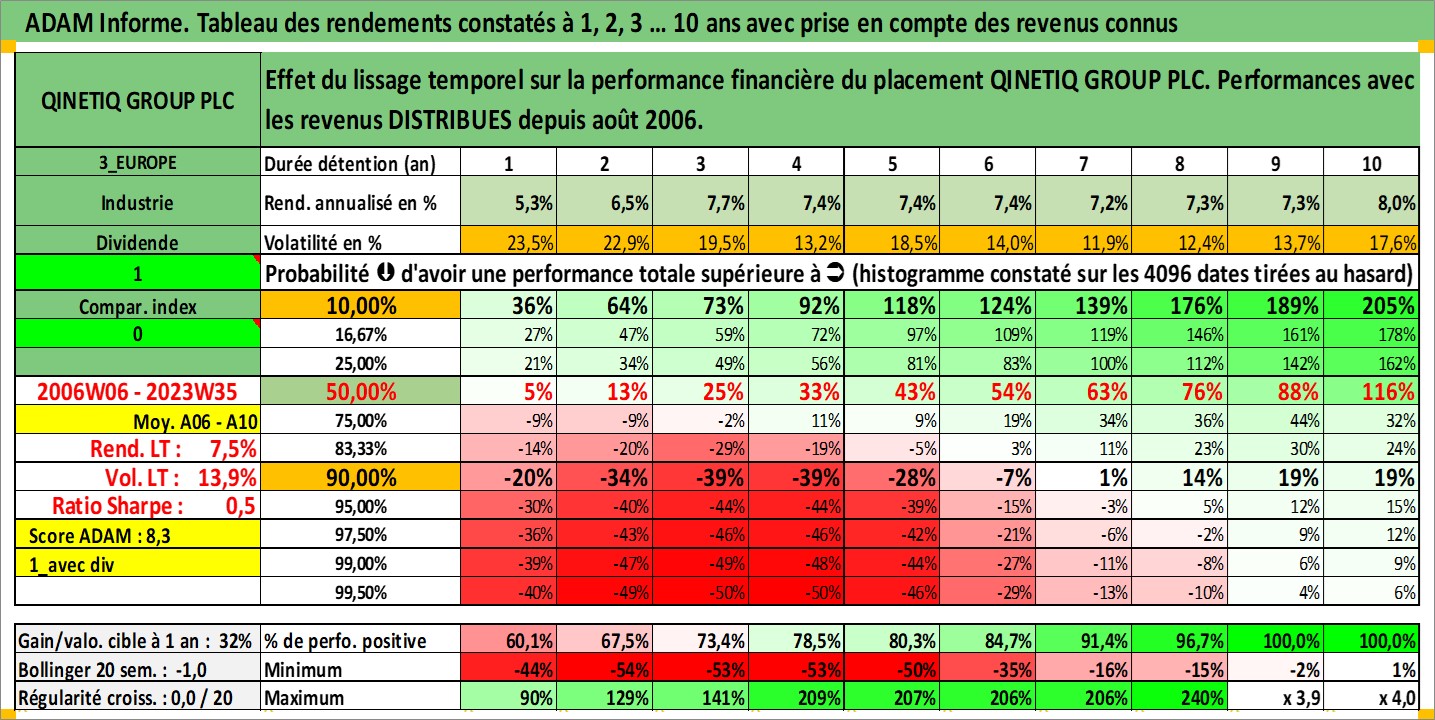 ADAM Informe. Tableau des rendements constatés à 1, 2, 3 ... 10 ans avec prise en compte des revenus connus
QINETIQ GROUP PLC
Effet du lissage temporel sur la performance financière du placement QINETIQ GROUP PLC. Performances avec
les revenus DISTRIBUES depuis août 2006.
3_EUROPE Durée détention (an) 1 2 3 4 5 6 7 8 9 10
Industrie Rend. annualisé en % 5,3% 6,5% 7,7% 7,4% 7,4% 7,4% 7,2% 7,3% 7,3% 8,0%
Dividende Volatilité en % 23,5% 22,9% 19,5% 13,2% 18,5% 14,0% 11,9% 12,4% 13,7% 17,6%
1 Probabilité d'avoir une performance totale supérieure à (histogramme constaté sur les 4096 dates tirées au hasard)
Compar. index 10,00% 36% 64% 73% 92% 118% 124% 139% 176% 189% 205%
0 16,67% 27% 47% 59% 72% 97% 109% 119% 146% 161% 178%
25,00% 21% 34% 49% 56% 81% 83% 100% 112% 142% 162%
2006W06 - 2023W35 50,00% 5% 13% 25% 33% 43% 54% 63% 76% 88% 116%
Moy. A06 - A10 75,00% -9% -9% -2% 11% 9% 19% 34% 36% 44% 32%
Rend. LT : 7,5% 83,33% -14% -20% -29% -19% -5% 3% 11% 23% 30% 24%
Vol. LT : 13,9% 90,00% -20% -34% -39% -39% -28% -7% 1% 14% 19% 19%
Ratio Sharpe : 0,5 95,00% -30% -40% -44% -44% -39% -15% -3% 5% 12% 15%
Score ADAM : 8,3 97,50% -36% -43% -46% -46% -42% -21% -6% -2% 9% 12%
1_avec div 99,00% -39% -47% -49% -48% -44% -27% -11% -8% 6% 9%
99,50% -40% -49% -50% -50% -46% -29% -13% -10% 4% 6%
Gain/valo. cible à 1 an : 32% % de perfo. positive 60,1% 67,5% 73,4% 78,5% 80,3% 84,7% 91,4% 96,7% 100,0% 100,0%
Bollinger 20 sem. : -1,0 Minimum -44% -54% -53% -53% -50% -35% -16% -15% -2% 1%
Régularité croiss. : 0,0 / 20 Maximum 90% 129% 141% 209% 207% 206% 206% 240% x 3,9 x 4,0